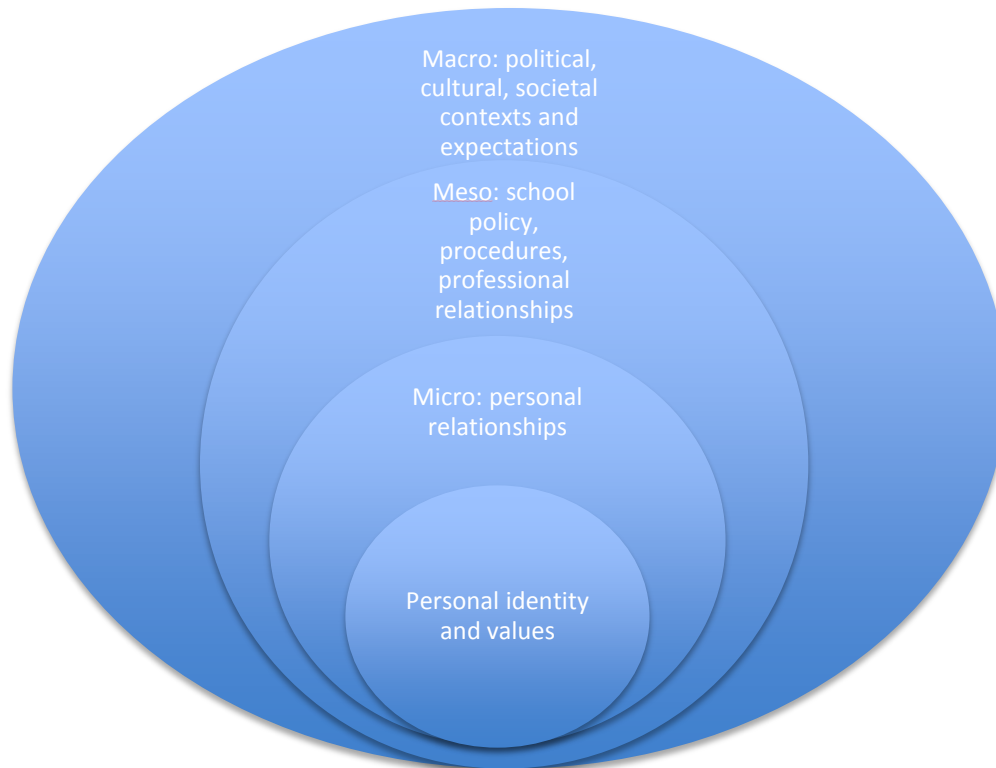 Macro: political,
cultural, societal
contexts and
expectations
Meso: school
policy,
procedures,
professional
relationships
Micro: personal
relationships
Personal identity
and values